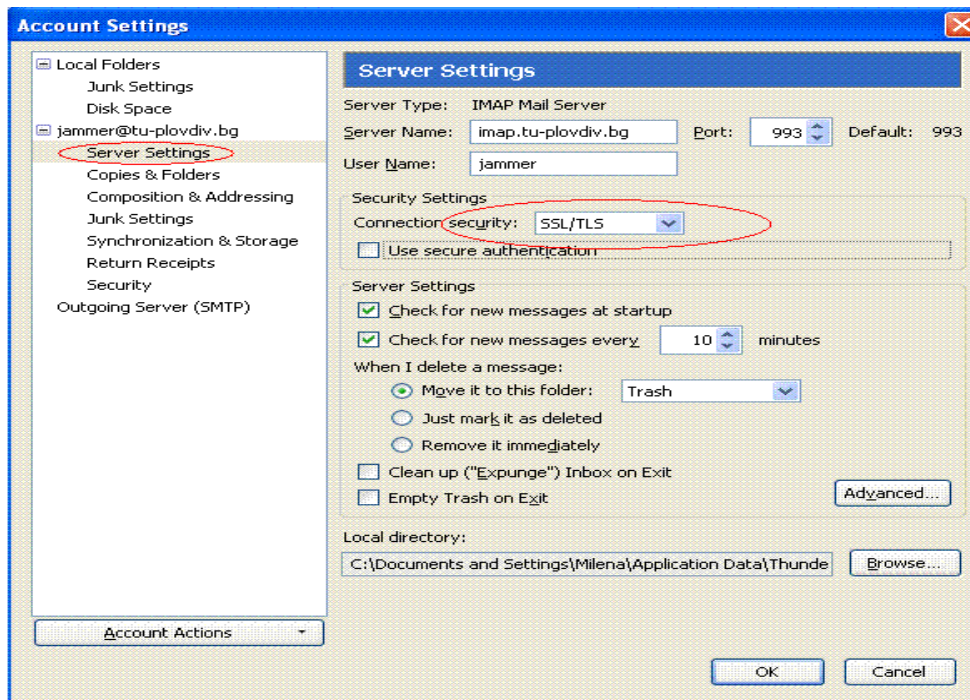 Account Settings
Local Folders
Junk Settings
Disk Space
jammer@tu-plovdiv.bg
Server Settings
Copies & Folders
Composition & Addressing
Junk Settings
Synchronization & Storage
Return Receipts
Security
Outgoing Server (SMTP)
Account Actions
Server Settings
Server Type: IMAP Mail Server
Server Name: imap.tu-plovdiv.bg Port: 993 Default: 993
User Name: jammer
Security Settings
Connection security: SSL/TLS
Use secure authentication
Server Settings
Check for new messages at startup
Check for new messages every 10 minutes
When I delete a message:
Move it to this folder: Trash
Just mark it as deleted
Remove it immediately
Clean up ("Expunge") Inbox on Exit
Empty Trash on Exit
Advanced...
Local directory:
C:\Documents and Settings\Milena\Application Data\Thunde Browse...
OK Cancel